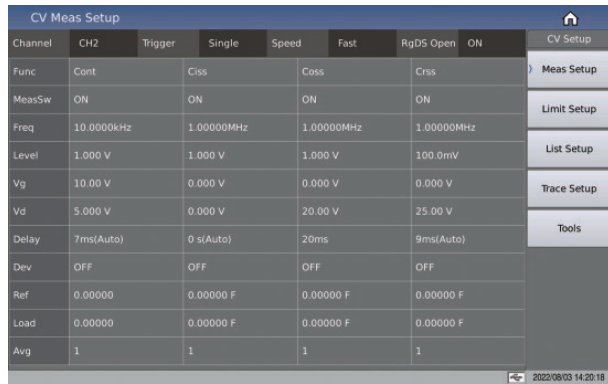 CV Meas Setup
Channel CH2 Trigger Single Speed Fast RgDS Open ON CV Setup
Func Cont Ciss Coss Crss Meas Setup
MeasSw ON ON ON ON
Freq 10.0000kHz 1.00000MHz 1.00000MHz 1.00000MHz Limit Setup
Level 1.000 V 1.000 V 1.000 V 100.0mV List Setup
Vg 10.00 V 0.000 V 0.000 V 0.000 V Trace Setup
Vd 5.000 V 0.000 V 20.00 V 25.00 V
Delay 7ms(Auto) 0 s(Auto) 20ms 9ms(Auto) Tools
Dev OFF OFF OFF OFF
Ref 0.00000 0.00000 F 0.00000 F 0.00000 F
Load 0.00000 0.00000 F 0.00000 F 0.00000 F
Avg 1 1 1 1
2022/08/03 14:20:18